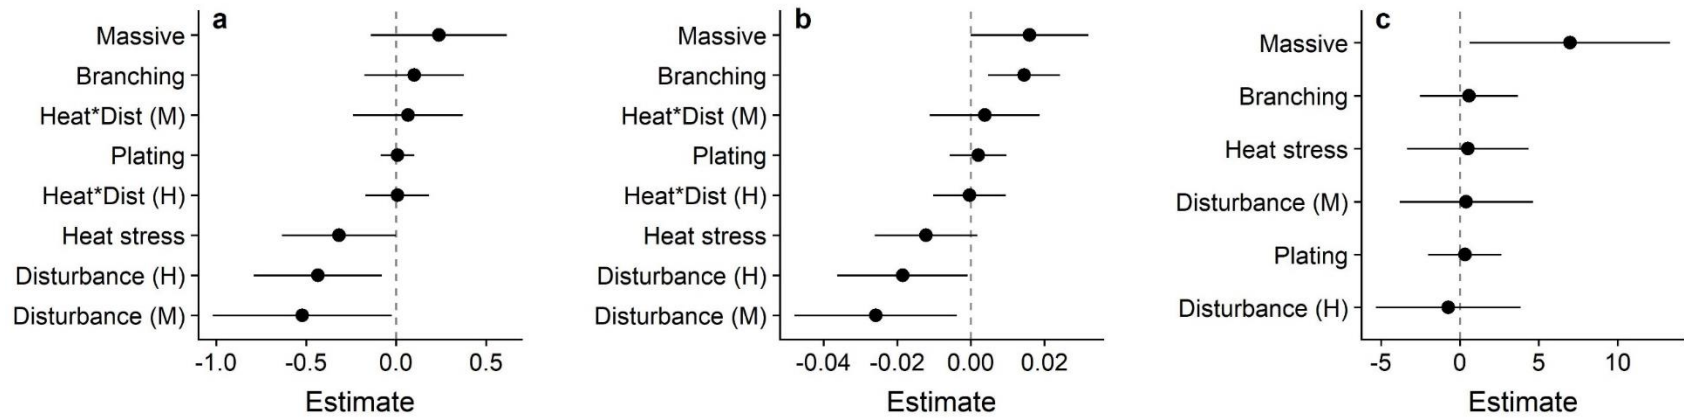 a
Massive
Branching
Heat*Dist (M)
Plating
Heat*Dist (H)
Heat stress
Disturbance (H)
Disturbance (M)
-1.0 -0.5 0.0 0.5
Estimate
b
Massive
Branching
Heat*Dist (M)
Plating
Heat*Dist (H)
Heat stress
Disturbance (H)
Disturbance (M)
-0.04 -0.02 0.00 0.02
Estimate
c
Massive
Branching
Heat stress
Disturbance (M)
Plating
Disturbance (H)
-5 0 5 10
Estimate